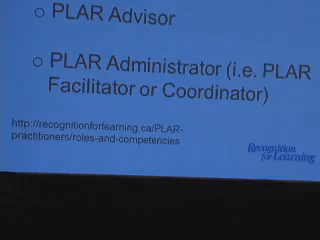 ○ PLAR Advisor
○ PLAR Administrator (i.e. PLAR
Facilitator or Coordinator)
http://recognitionforlearning.ca/PLAR-
practitioners/roles-and-competencies
Recognition
for Learning